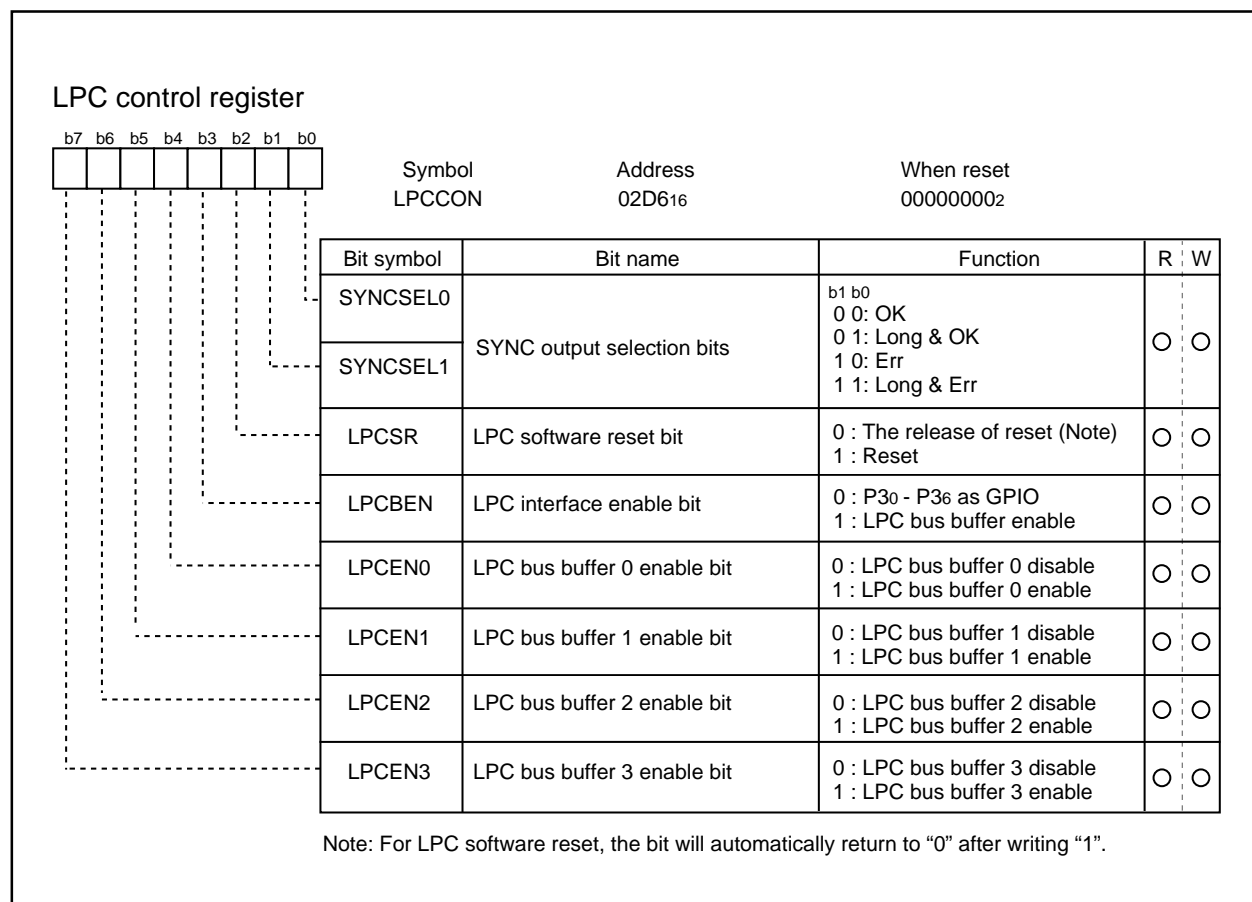 LPC control register
b7 b6 b5 b4 b3 b2 b1 b0
Symbol Address When reset
LPCCON 02D616 000000002
Bit symbol Bit name Function R W
SYNCSEL0
SYNCSEL1
SYNC output selection bits
b1 b0
0 0: OK
0 1: Long & OK
1 0: Err
1 1: Long & Err
LPCSR LPC software reset bit 0 : The release of reset (Note)
1 : Reset
LPCBEN LPC interface enable bit 0 : P30 - P36 as GPIO
1 : LPC bus buffer enable
LPCEN0 LPC bus buffer 0 enable bit 0 : LPC bus buffer 0 disable
1 : LPC bus buffer 0 enable
LPCEN1 LPC bus buffer 1 enable bit 0 : LPC bus buffer 1 disable
1 : LPC bus buffer 1 enable
LPCEN2 LPC bus buffer 2 enable bit 0 : LPC bus buffer 2 disable
1 : LPC bus buffer 2 enable
LPCEN3 LPC bus buffer 3 enable bit 0 : LPC bus buffer 3 disable
1 : LPC bus buffer 3 enable
Note: For LPC software reset, the bit will automatically return to “0” after writing “1”.